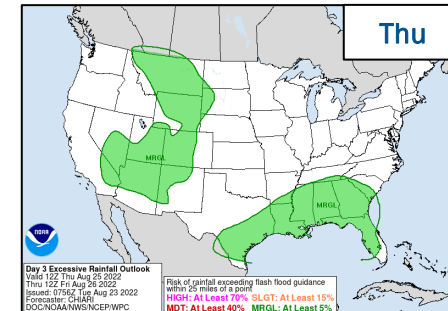 Thu
MRGL
MRGL
NOAA
Day 3 Excessive Rainfall Outlook
Valid 12Z Thu Aug 25 2022
Thru 12Z Fri Aug 26 2022
Issued: 0756Z Tue Aug 23 2022
Forecaster: CHIARI
DOC/NOAA/NWS/NCEP/WPC
Risk of rainfall exceeding flash flood guidance
within 25 miles of a point
HIGH: At Least 70% SLGT: At Least 15%
MDT: At Least 40% MRGL: At Least 5%